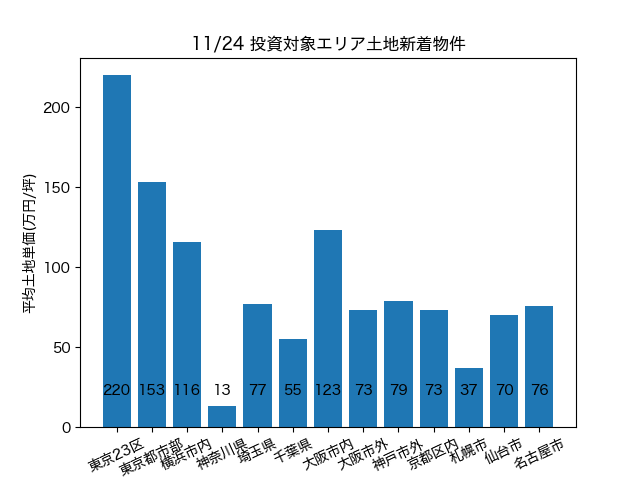 11/24 投資対象エリア土地新着物件
平均土地単価(万円/坪)
200
150
100
50
0
220 153 116 13 77 55 123 73 79 73 37 70 76
東京23区 東京都市部 横浜市内 神奈川県 埼玉県 千葉県 大阪市内 大阪市外 神戸市外 京都区内 札幌市 仙台市 名古屋市